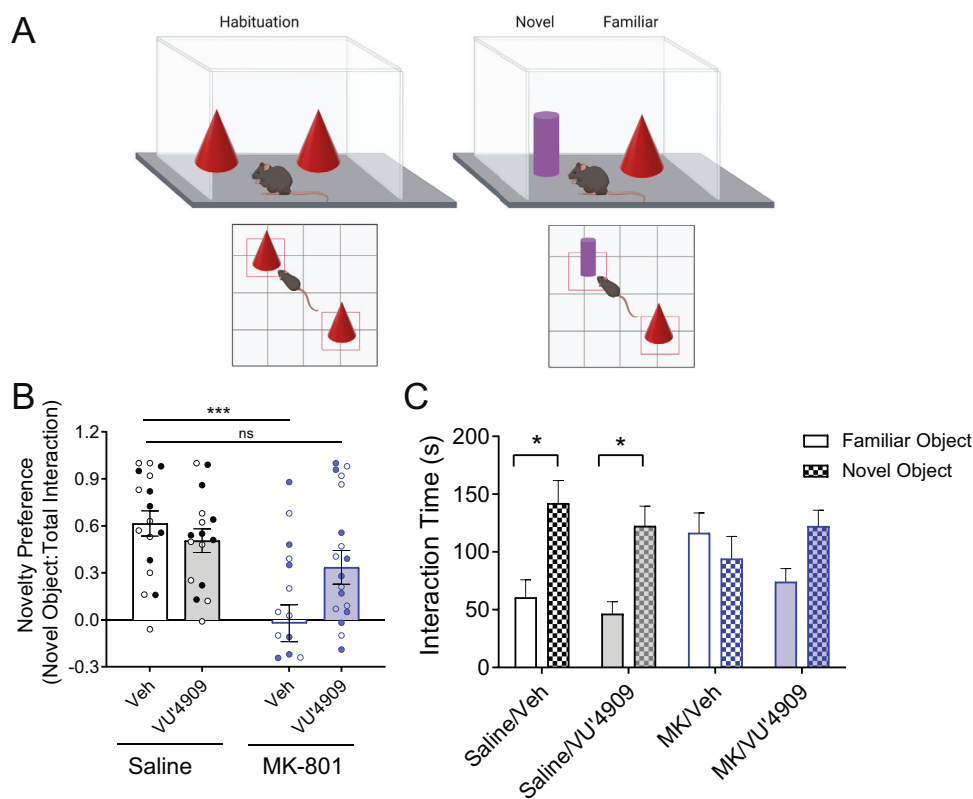 A
Habituation
Novel
Familiar
B
Novelty Preference
(Novel Object:Total Interaction)
***
ns
1.2
0.9
0.6
0.3
0.0
-0.3
Veh
VU'4909
Veh
VU'4909
Saline
MK-801
C
Interaction Time (s)
200
150
100
50
0
*
*
Familiar Object
Novel Object
Saline/Veh
Saline/VU'4909
MK/Veh
MK/VU'4909